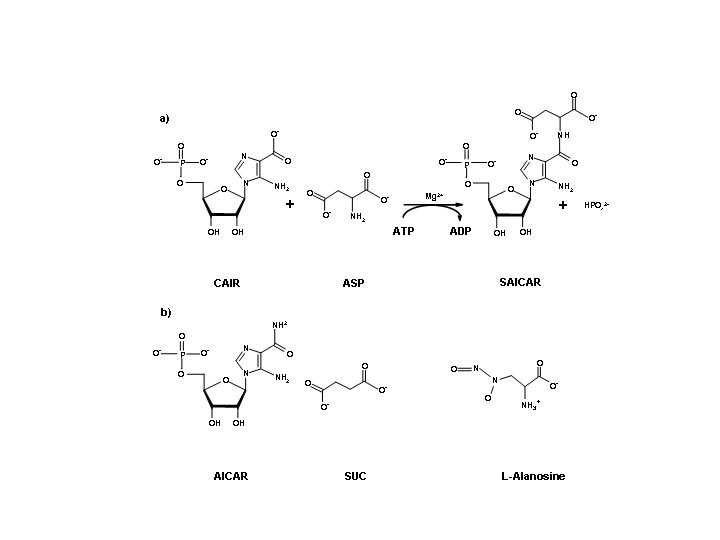 a)
O⁻ O O P O⁻ O⁻ O O N N NH₂ O OH OH
+
O O⁻ O O⁻ NH₂
Mg²⁺
ATP ADP
O O O⁻ O⁻ NH O O⁻ P O⁻ O O N N NH₂ OH OH
+
HPO₄²⁻
CAIR ASP SAICAR
b)
NH² O O O⁻ P O⁻ O O N N NH₂ OH OH
O O⁻ O O⁻
O N N O O O⁻ NH₃⁺
AICAR SUC L-Alanosine